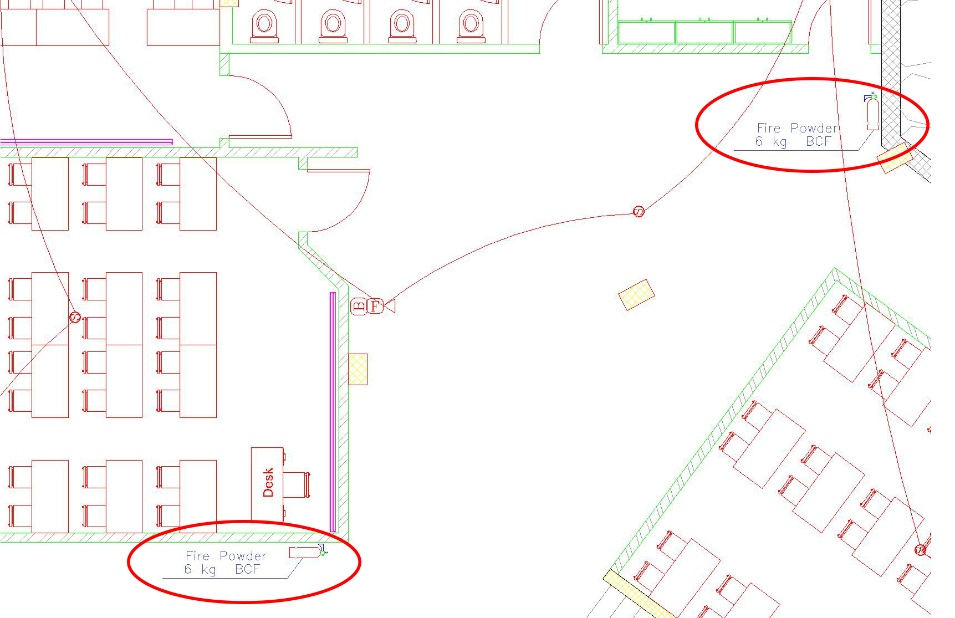 Fire Powder
6 kg BCF
B F
Desk
Fire Powder
6 kg BCF